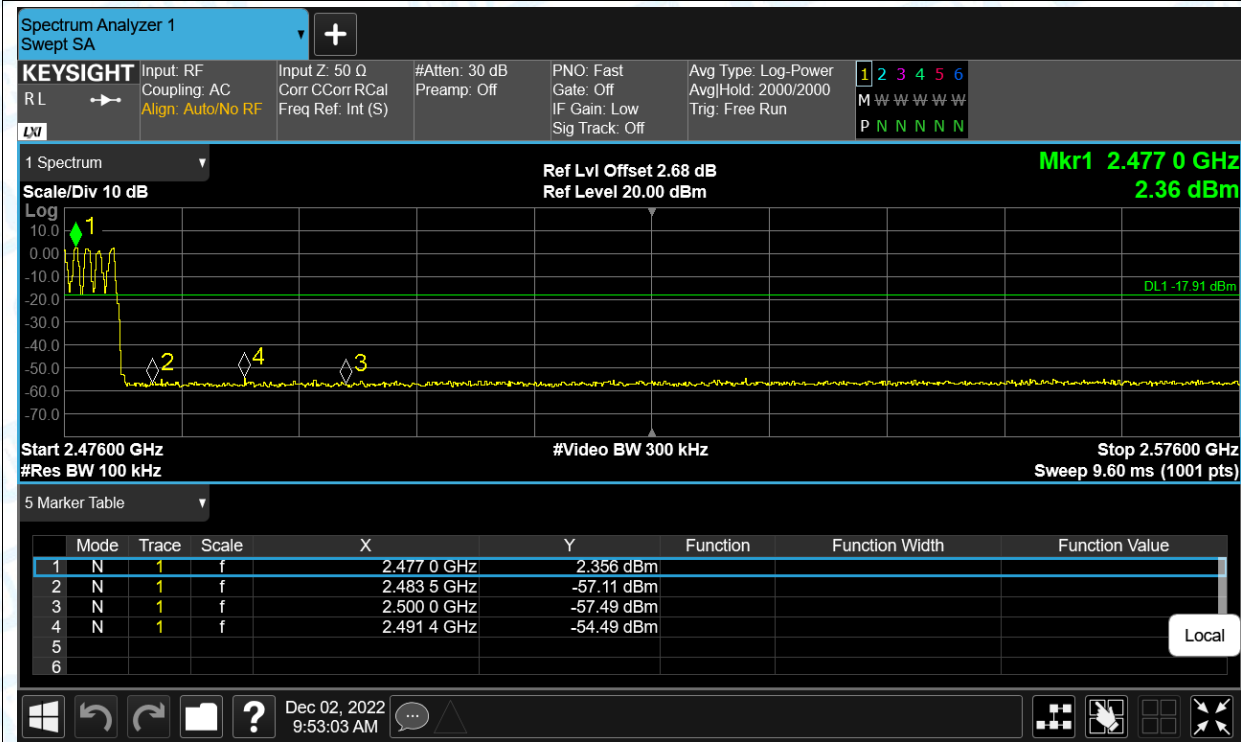 Spectrum Analyzer 1
Swept SA
+
KEYSIGHT
R L
LXI
Input: RF
Coupling: AC
Align: Auto/No RF
Input Z: 50 Ω
Corr CCorr RCal
Freq Ref: Int (S)
#Atten: 30 dB
Preamp: Off
PNO: Fast
Gate: Off
IF Gain: Low
Sig Track: Off
Avg Type: Log-Power
Avg|Hold: 2000/2000
Trig: Free Run
1 2 3 4 5 6
M W W W W W
P N N N N N
1 Spectrum
Scale/Div 10 dB
Ref Lvl Offset 2.68 dB
Ref Level 20.00 dBm
Mkr1 2.477 0 GHz
2.36 dBm
Log
10.0
0.00
-10.0
-20.0
-30.0
-40.0
-50.0
-60.0
-70.0
1
DL1 -17.91 dBm
2
4
3
Start 2.47600 GHz
#Video BW 300 kHz
Stop 2.57600 GHz
#Res BW 100 kHz
Sweep 9.60 ms (1001 pts)
5 Marker Table
Mode Trace Scale X Y Function Function Width Function Value
1 N 1 f 2.477 0 GHz 2.356 dBm
2 N 1 f 2.483 5 GHz -57.11 dBm
3 N 1 f 2.500 0 GHz -57.49 dBm
4 N 1 f 2.491 4 GHz -54.49 dBm
5
6
Local
?
Dec 02, 2022
9:53:03 AM